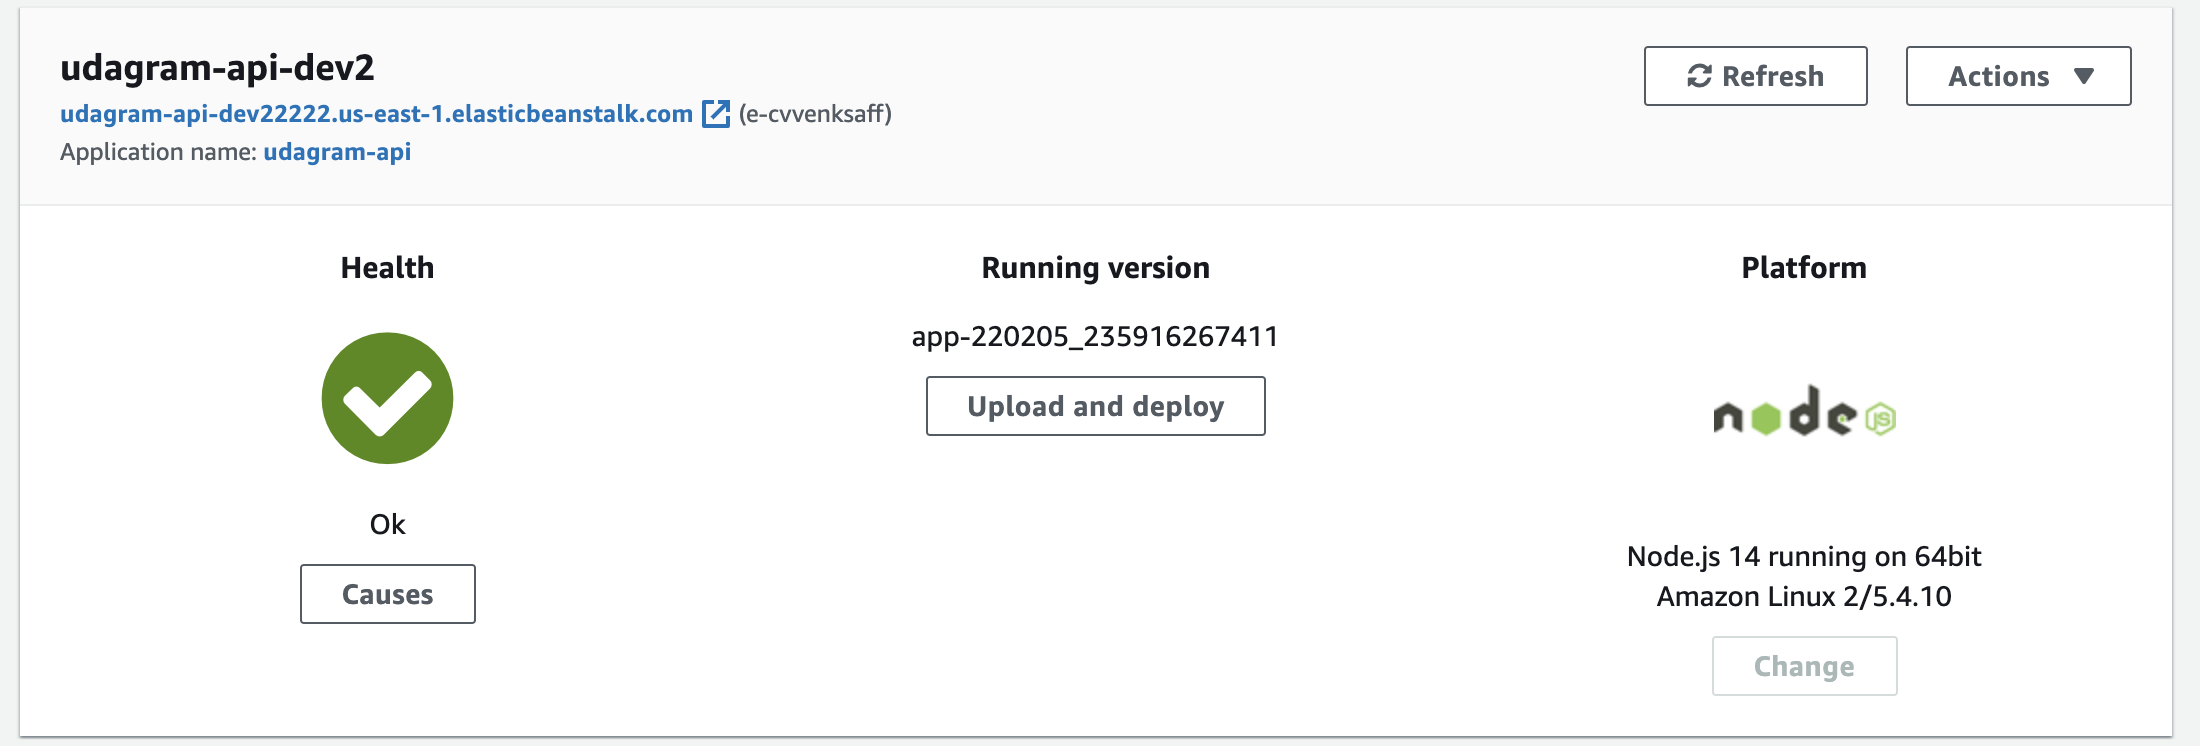 udagram-api-dev2
Refresh
Actions
udagram-api-dev22222.us-east-1.elasticbeanstalk.com (e-cvvenksaff)
Application name: udagram-api
Health
Running version
Platform
app-220205_235916267411
Upload and deploy
node JS
Ok
Causes
Node.js 14 running on 64bit
Amazon Linux 2/5.4.10
Change